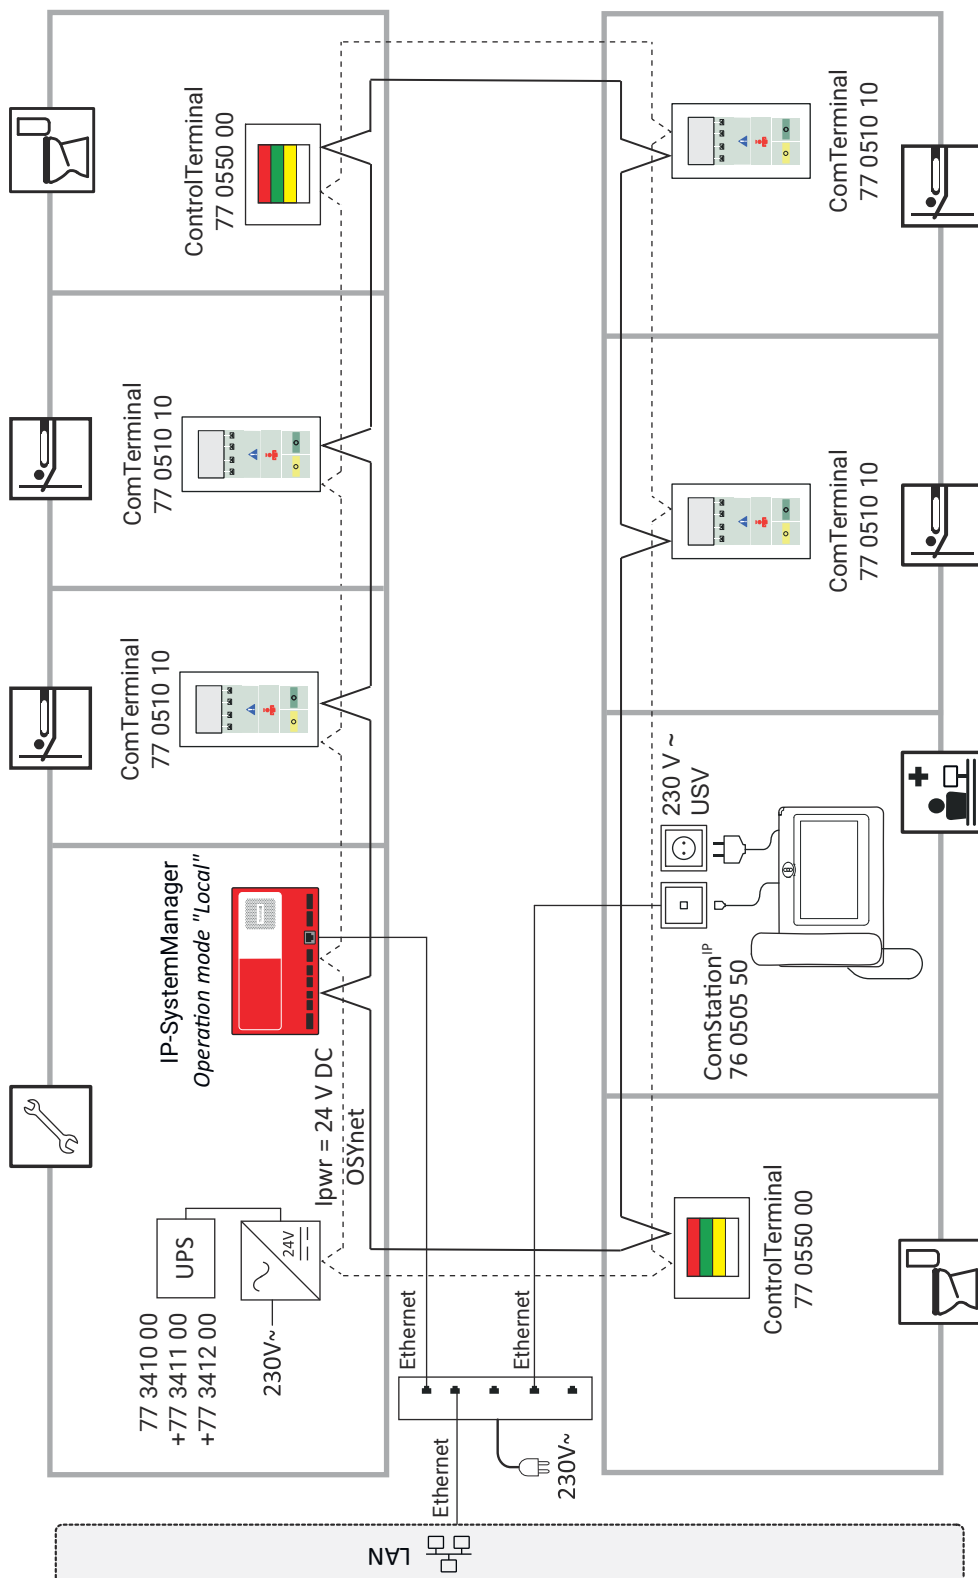 LAN
77 3410 00
+77 3411 00
+77 3412 00
UPS
24V
230V~
Ipwr = 24 V DC
OSYnet
IP-SystemManager
Operation mode "Local"
ComTerminal
77 0510 10
ComTerminal
77 0510 10
ControlTerminal
77 0550 00
Ethernet
Ethernet
Ethernet
230V~
ControlTerminal
77 0550 00
ComStationIP
76 0505 50
230 V ~
USV
ComTerminal
77 0510 10
ComTerminal
77 0510 10